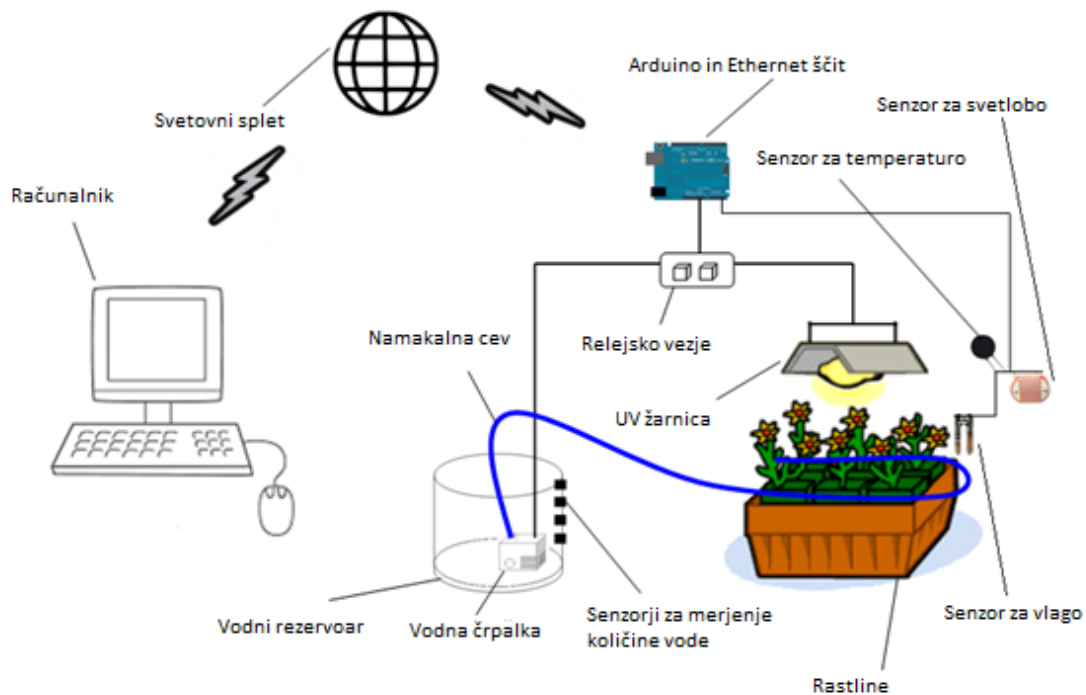 Arduino in Ethernet ščit
Senzor za svetlobo
Svetovni splet
Senzor za temperaturo
Računalnik
Namakalna cev
Relejsko vezje
UV žarnica
Vodni rezervoar
Vodna črpalka
Senzorji za merjenje
količine vode
Senzor za vlago
Rastline